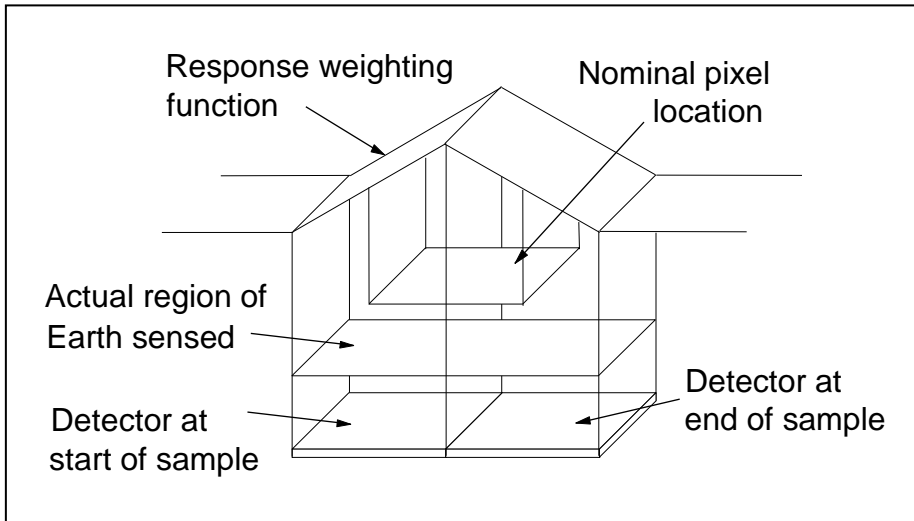 Response weighting
function
Nominal pixel
location
Actual region of
Earth sensed
Detector at
start of sample
Detector at
end of sample